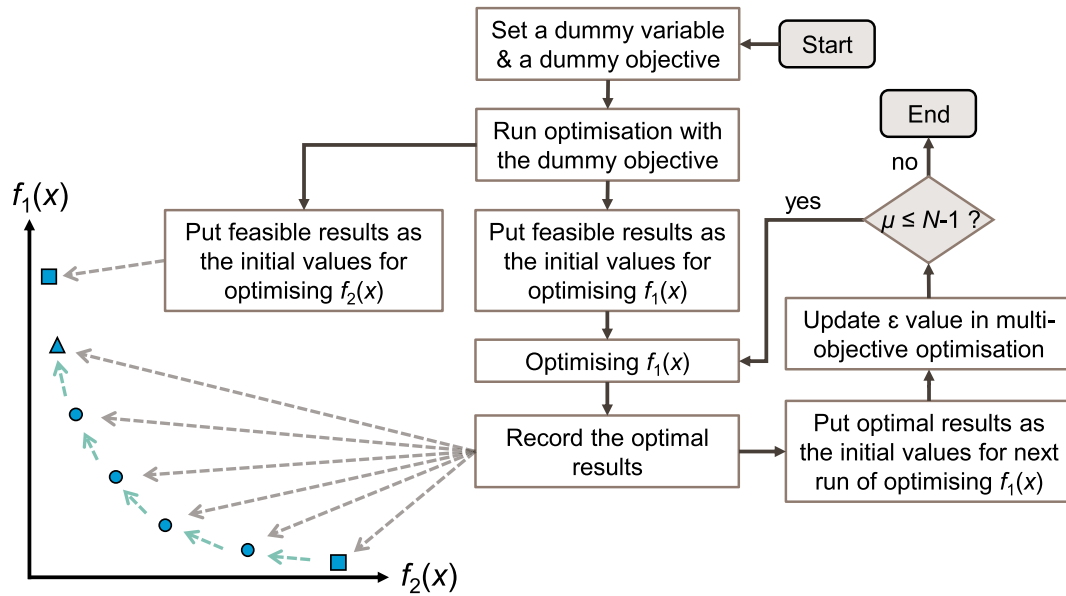 Set a dummy variable
& a dummy objective
Start
Run optimisation with
the dummy objective
End
no
yes
μ ≤ N-1 ?
f₁(x)
Put feasible results as
the initial values for
optimising f₂(x)
Put feasible results as
the initial values for
optimising f₁(x)
Update ε value in multi-
objective optimisation
Optimising f₁(x)
Record the optimal
results
Put optimal results as
the initial values for next
run of optimising f₁(x)
f₂(x)